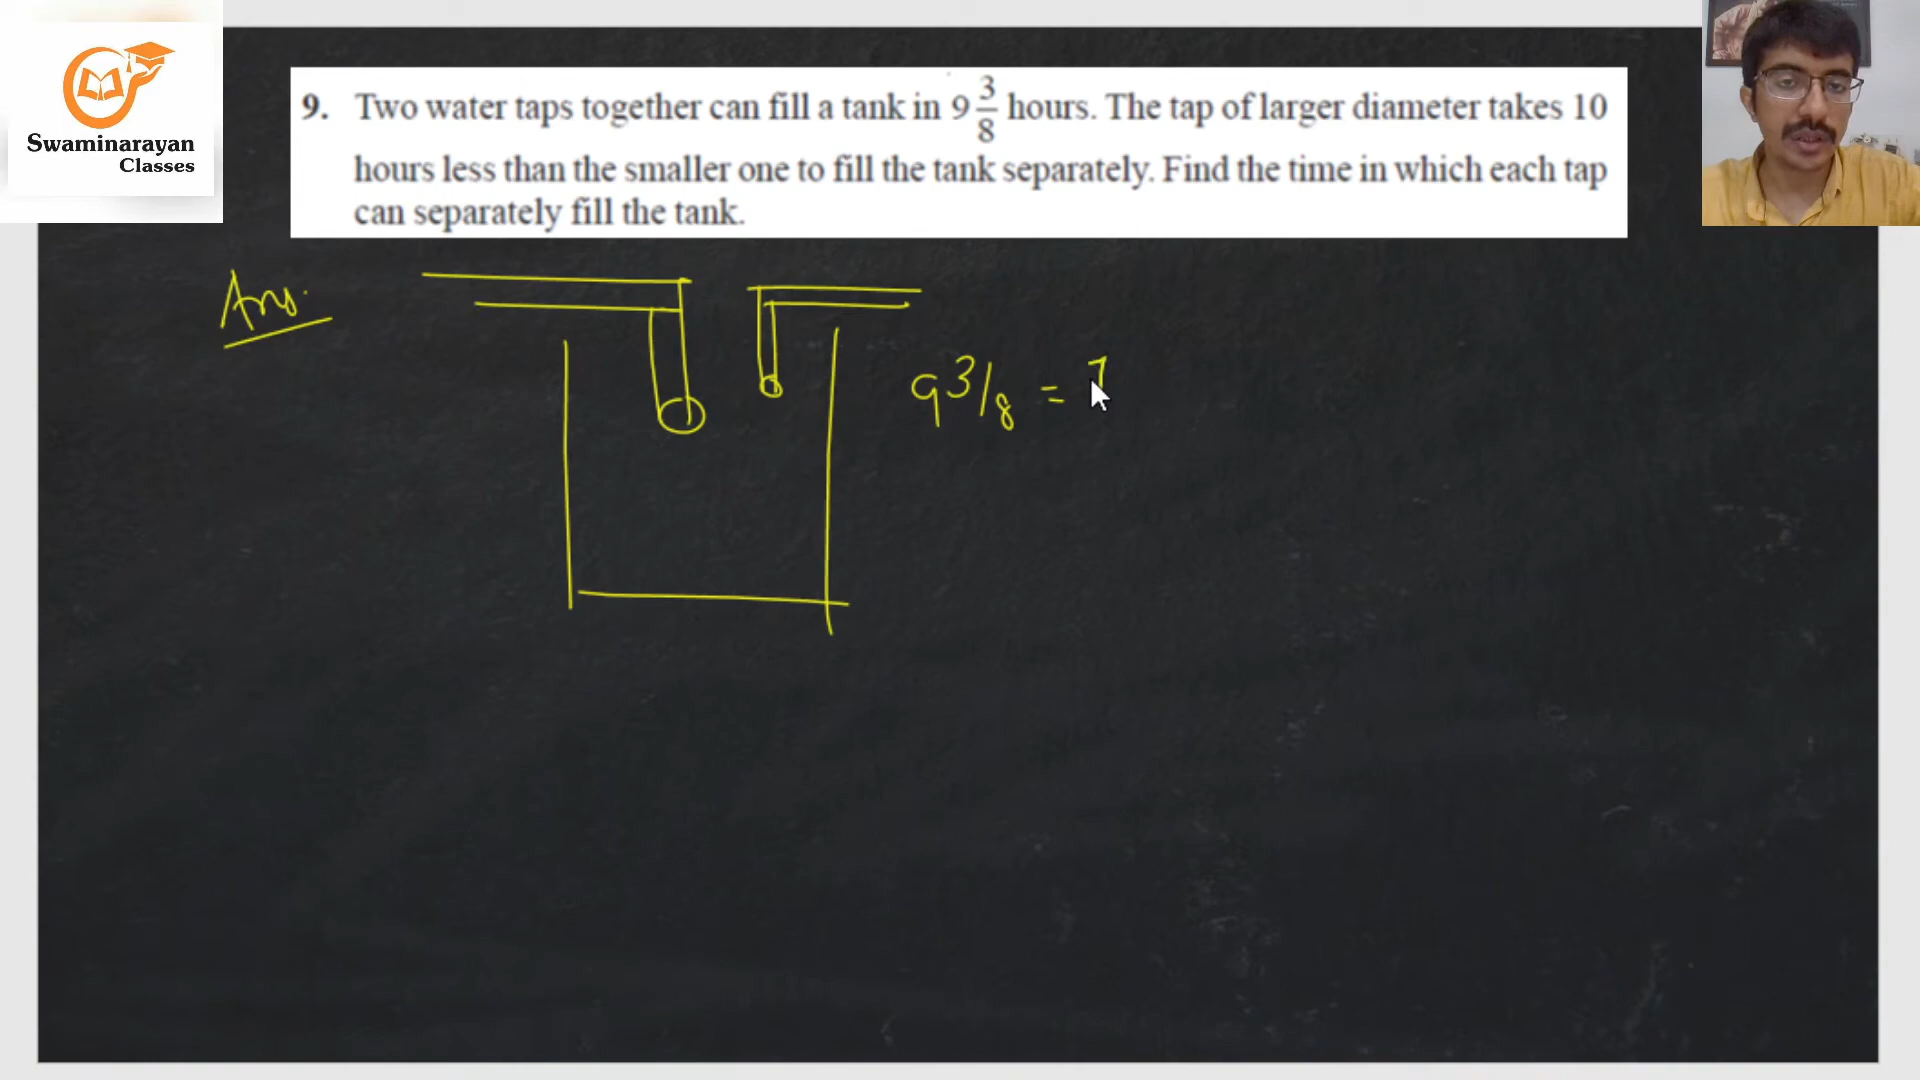 Swaminarayan
Classes
9. Two water taps together can fill a tank in 9 3/8 hours. The tap of larger diameter takes 10
hours less than the smaller one to fill the tank separately. Find the time in which each tap
can separately fill the tank.
Ans.
9 3/8 = 7